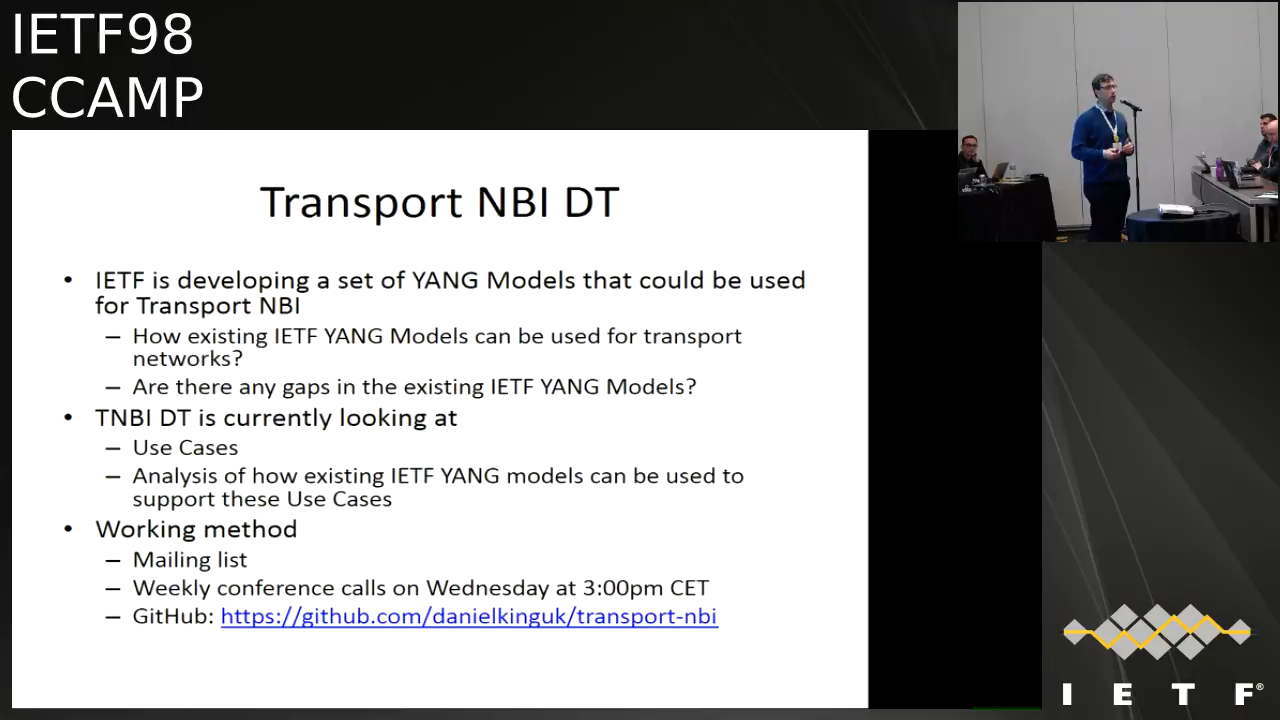 IETF98
CCAMP
Transport NBI DT
• IETF is developing a set of YANG Models that could be used
for Transport NBI
– How existing IETF YANG Models can be used for transport
networks?
– Are there any gaps in the existing IETF YANG Models?
• TNBI DT is currently looking at
– Use Cases
– Analysis of how existing IETF YANG models can be used to
support these Use Cases
• Working method
– Mailing list
– Weekly conference calls on Wednesday at 3:00pm CET
– GitHub: https://github.com/danielkinguk/transport-nbi
I E T F®